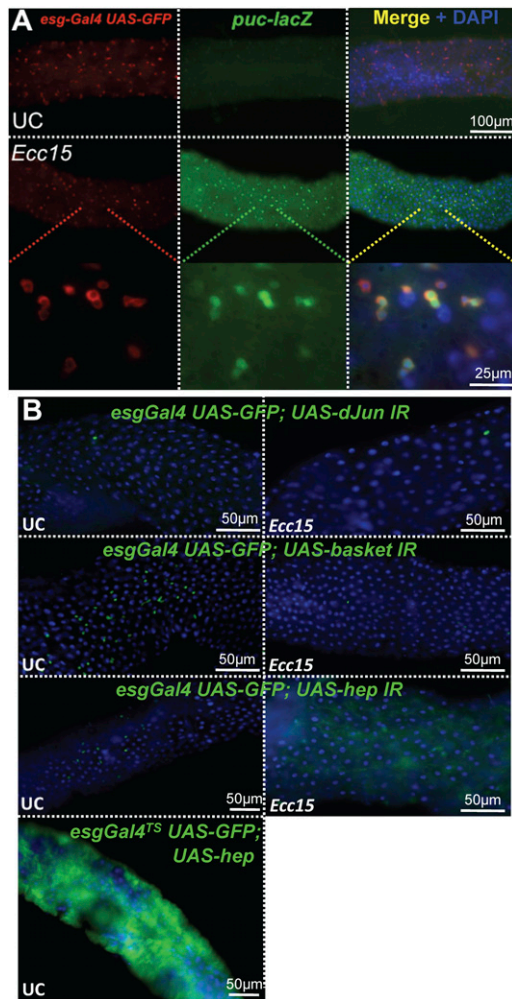 A esg-Gal4 UAS-GFP puc-lacZ Merge + DAPI
UC 100µm
Ecc15
25µm
B esgGal4 UAS-GFP; UAS-dJun IR
UC 50µm Ecc15 50µm
esgGal4 UAS-GFP; UAS-basket IR
50µm 50µm
UC Ecc15
esgGal4 UAS-GFP; UAS-hep IR
UC 50µm Ecc15 50µm
esgGal4TS UAS-GFP;
UAS-hep
UC 50µm